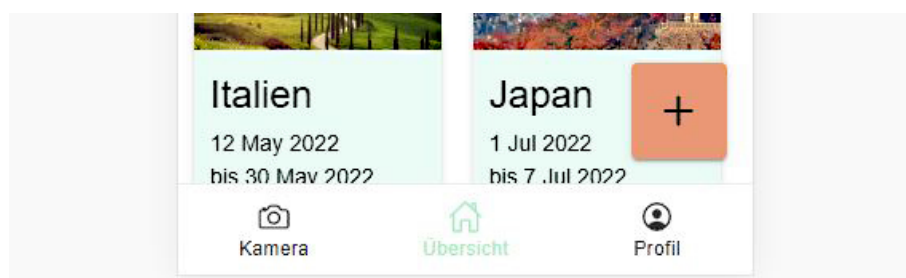 Italien
12 May 2022
bis 30 May 2022
Japan
1 Jul 2022
bis 7 Jul 2022
+
Kamera
Übersicht
Profil